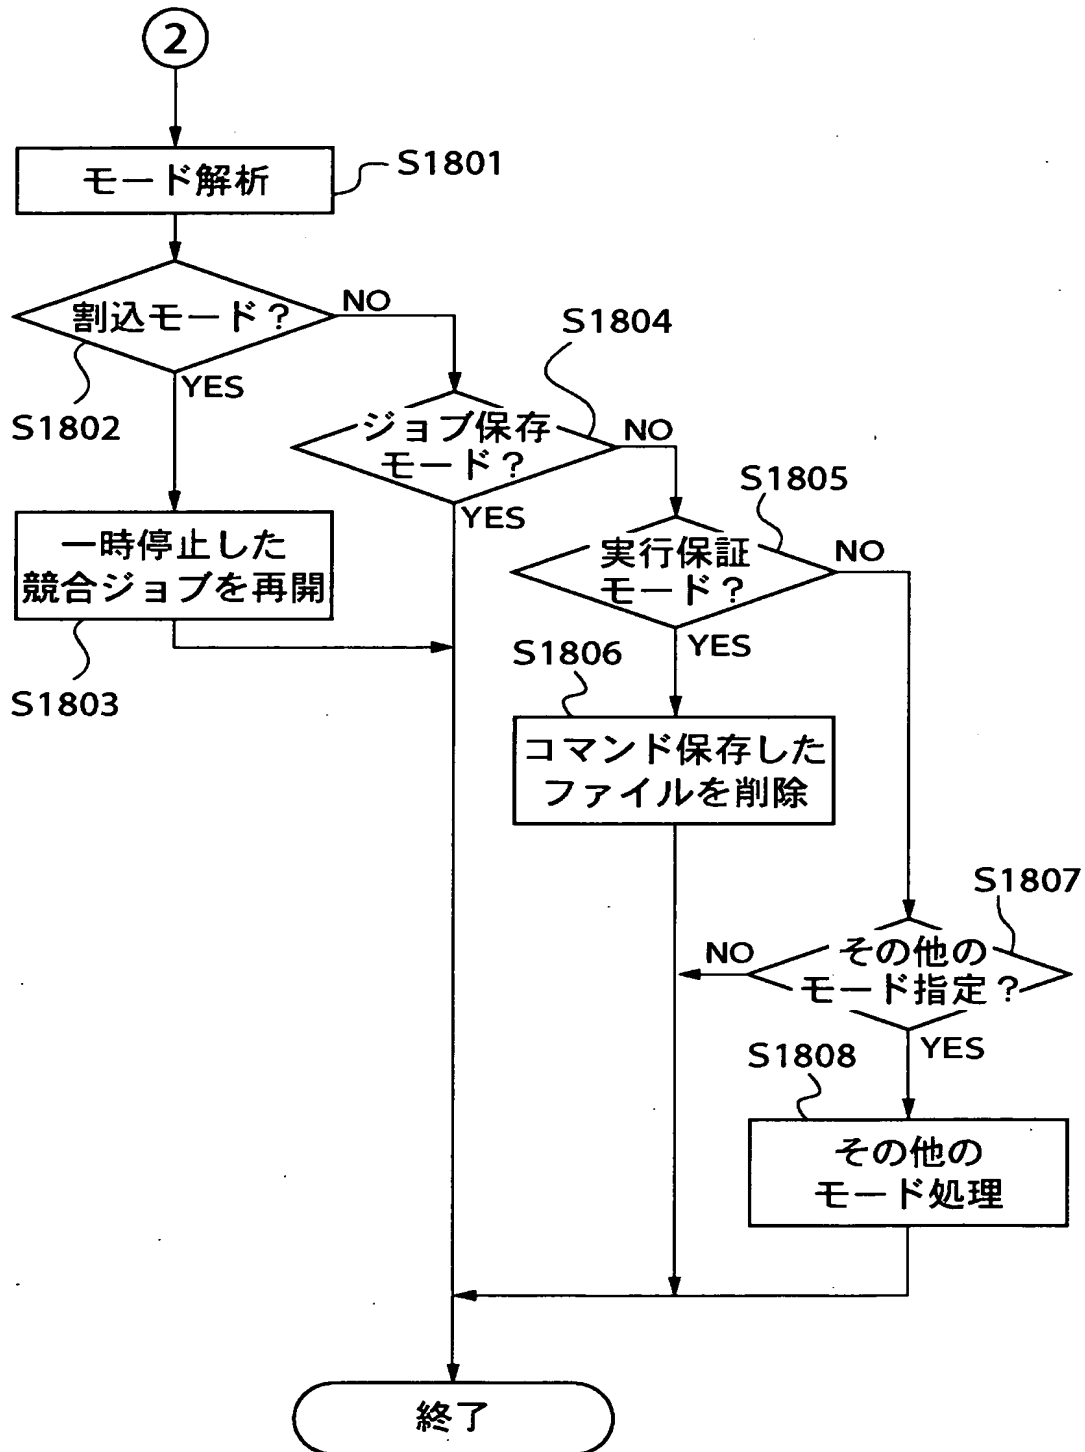 2
モード解析
S1801
割込モード?
NO
YES
S1802
S1804
ジョブ保存
モード?
NO
YES
一時停止した
競合ジョブを再開
S1803
S1805
実行保証
モード?
NO
YES
S1806
コマンド保存した
ファイルを削除
S1807
その他の
モード指定?
NO
YES
S1808
その他の
モード処理
終了